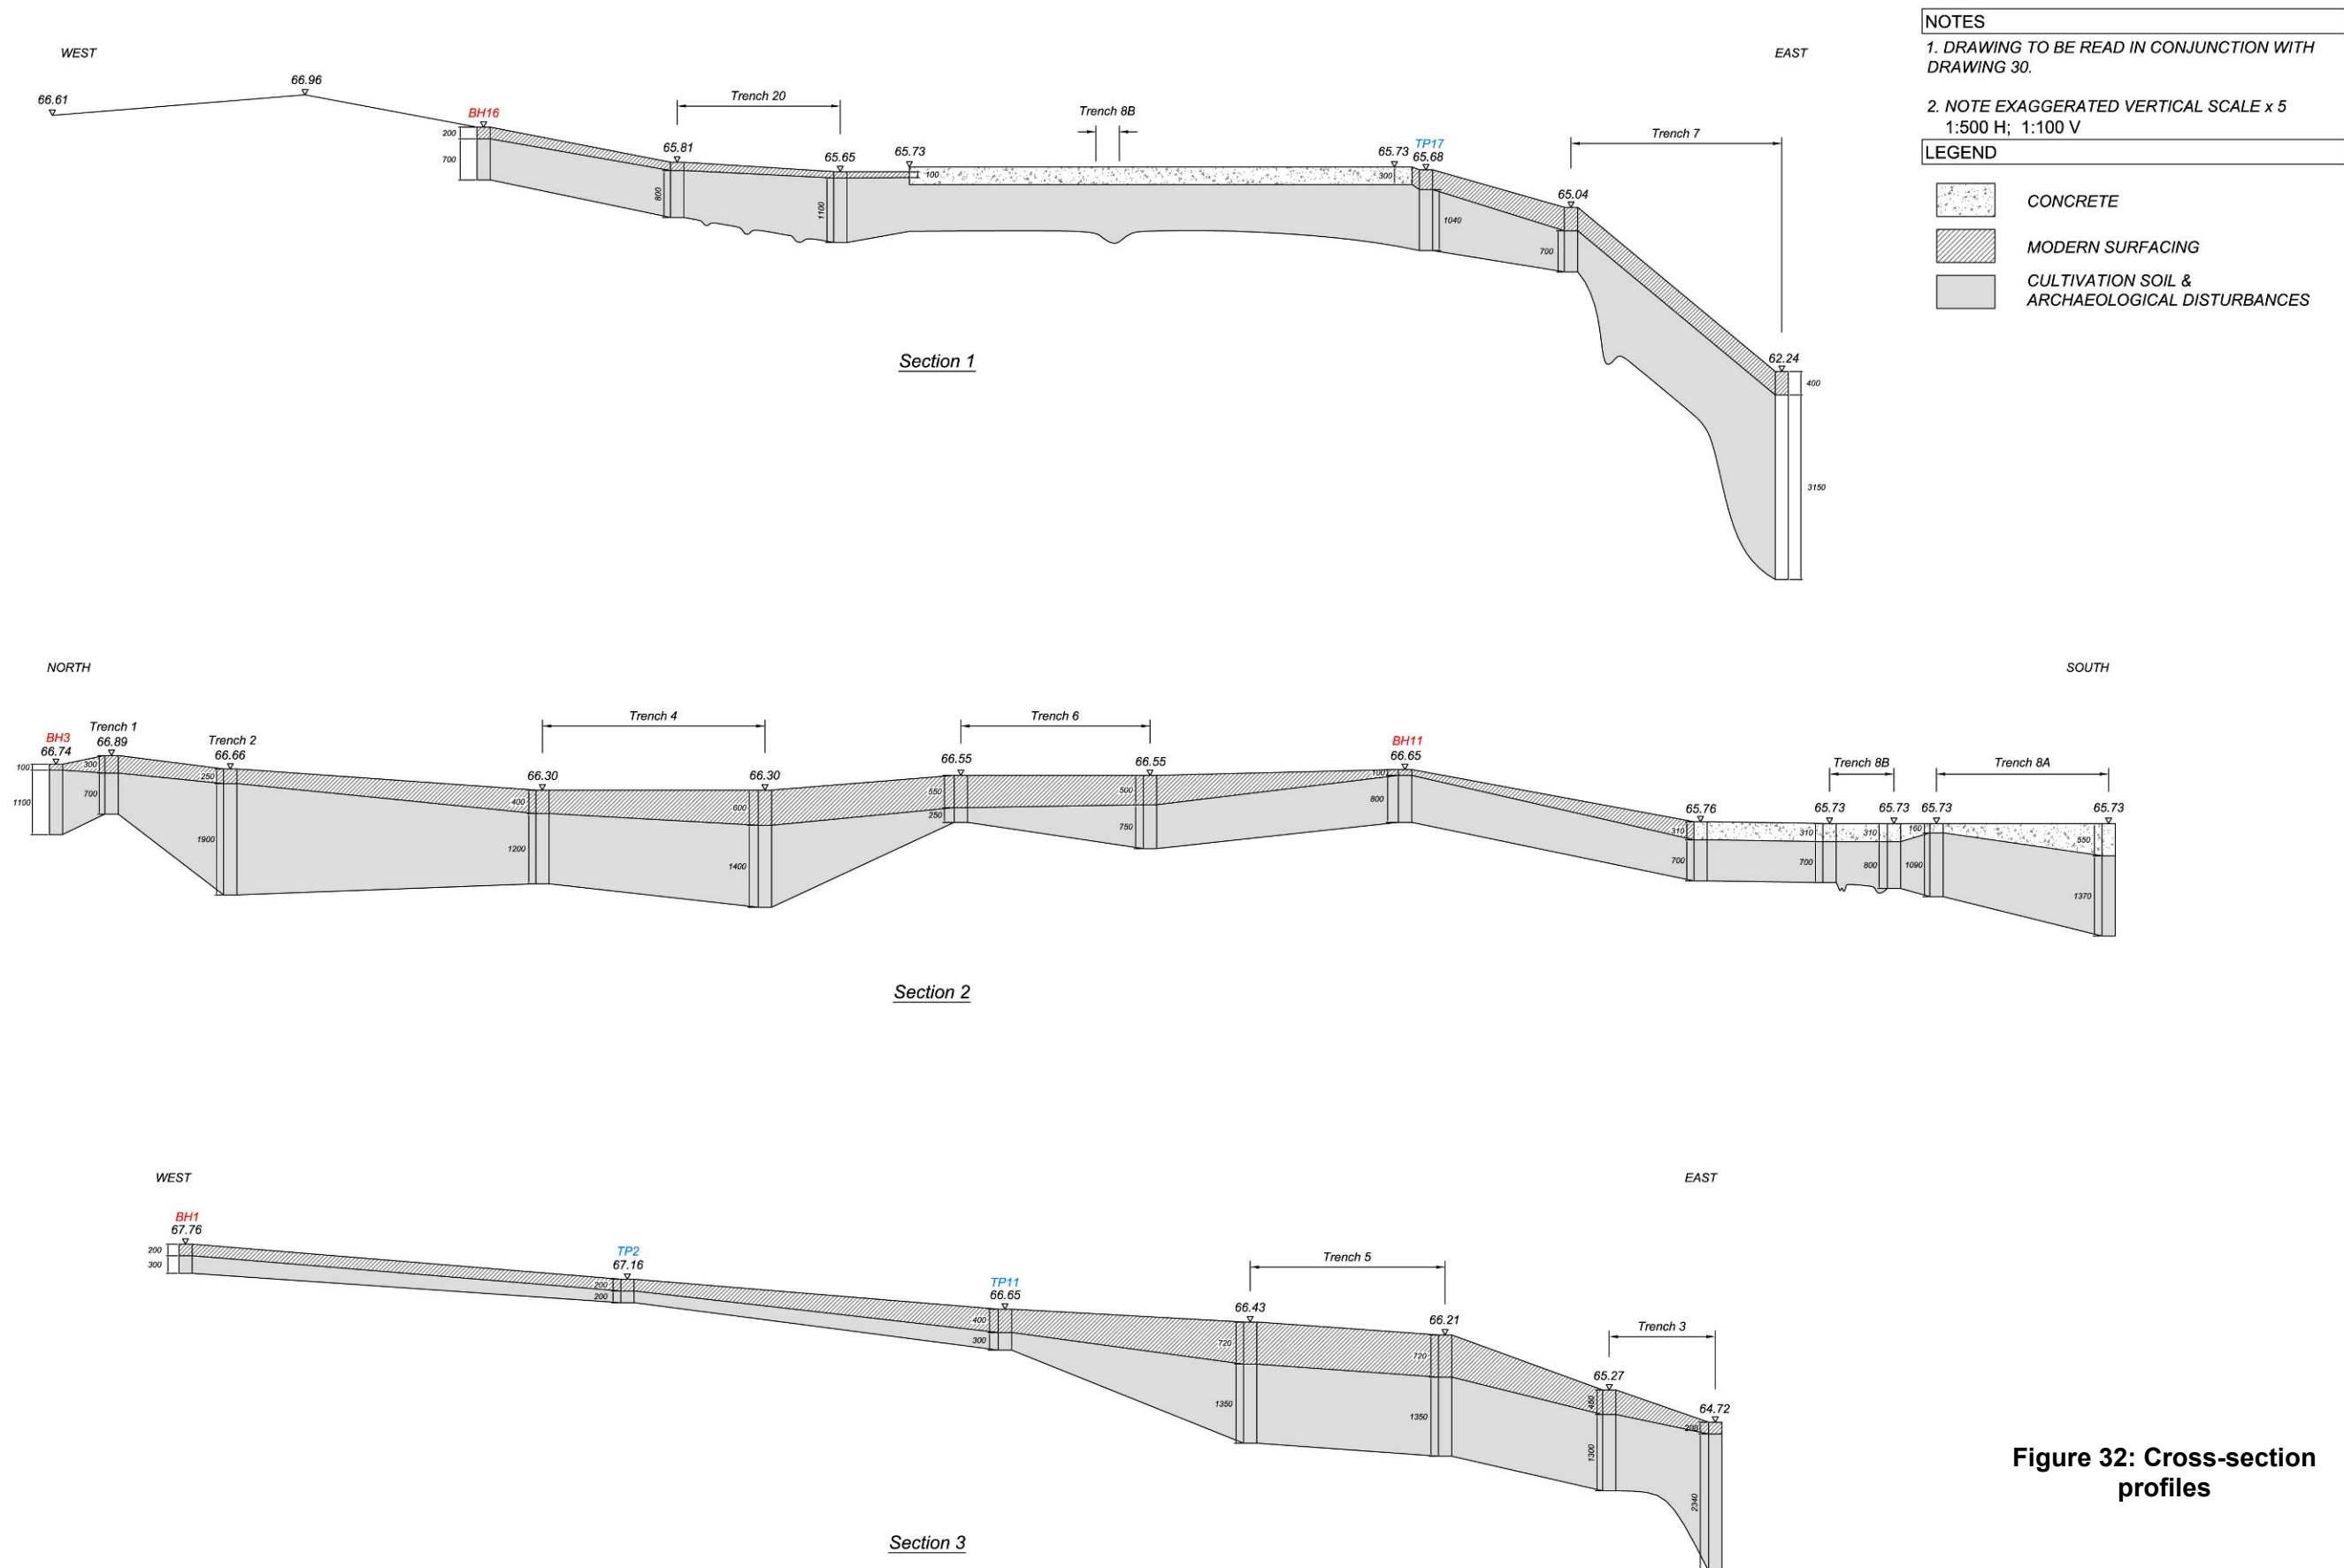 NOTES
1. DRAWING TO BE READ IN CONJUNCTION WITH
DRAWING 30.
2. NOTE EXAGGERATED VERTICAL SCALE x 5
1:500 H; 1:100 V
LEGEND
CONCRETE
MODERN SURFACING
CULTIVATION SOIL &
ARCHAEOLOGICAL DISTURBANCES
WEST
EAST
66.61
66.96
BH16
200
700
65.81
Trench 20
800
65.65
1100
65.73
100
Trench 8B
65.73
300
TP17
65.68
1040
65.04
700
Trench 7
62.24
400
3150
Section 1
NORTH
SOUTH
BH3
66.74
100
1100
Trench 1
66.89
300
700
Trench 2
66.66
250
1900
Trench 4
66.30
400
1200
66.30
600
1400
Trench 6
66.55
550
250
66.55
500
750
BH11
66.65
100
800
65.76
310
700
Trench 8B
65.73
310
700
65.73
310
800
Trench 8A
65.73
160
1090
65.73
550
1370
Section 2
WEST
EAST
BH1
67.76
200
300
TP2
67.16
200
200
TP11
66.65
400
300
Trench 5
66.43
720
1350
66.21
720
1350
Trench 3
65.27
1300
64.72
200
2340
Section 3
Figure 32: Cross-section
profiles